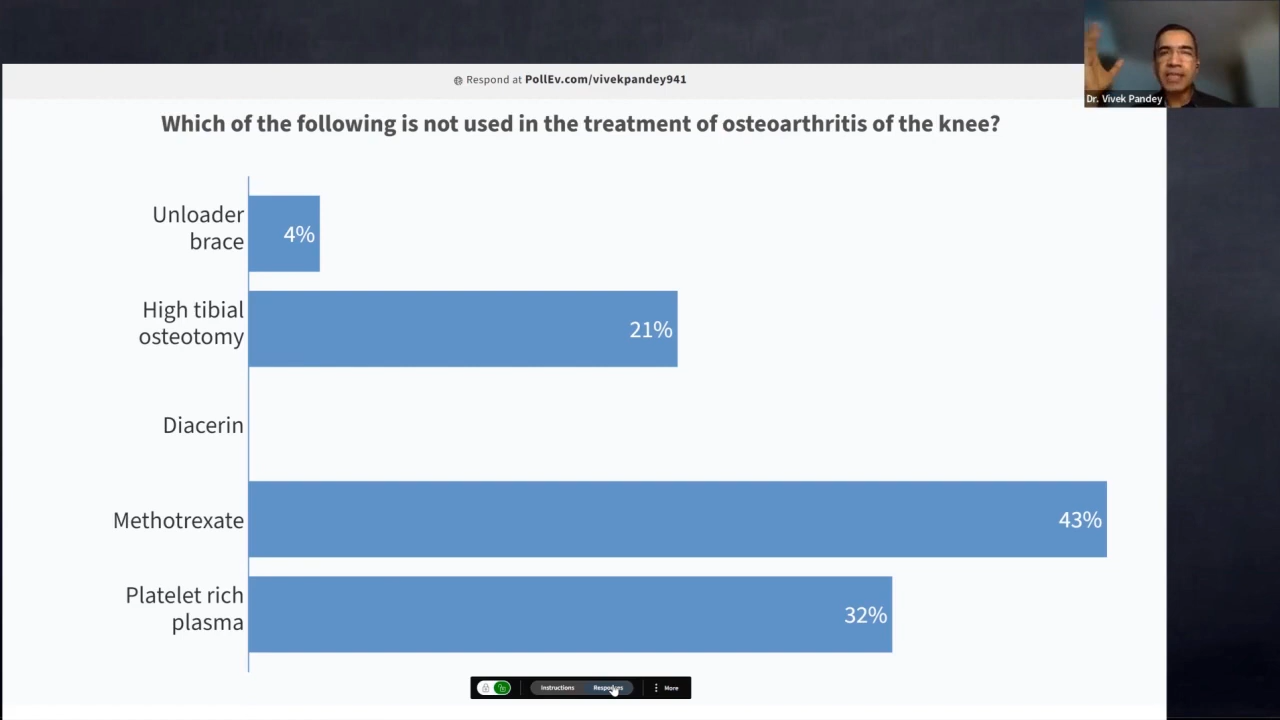 Respond at PollEv.com/vivekpandey941
Dr. Vivek Pandey
Which of the following is not used in the treatment of osteoarthritis of the knee?
Unloader
brace
4%
High tibial
osteotomy
21%
Diacerin
Methotrexate
43%
Platelet rich
plasma
32%
Instructions
More